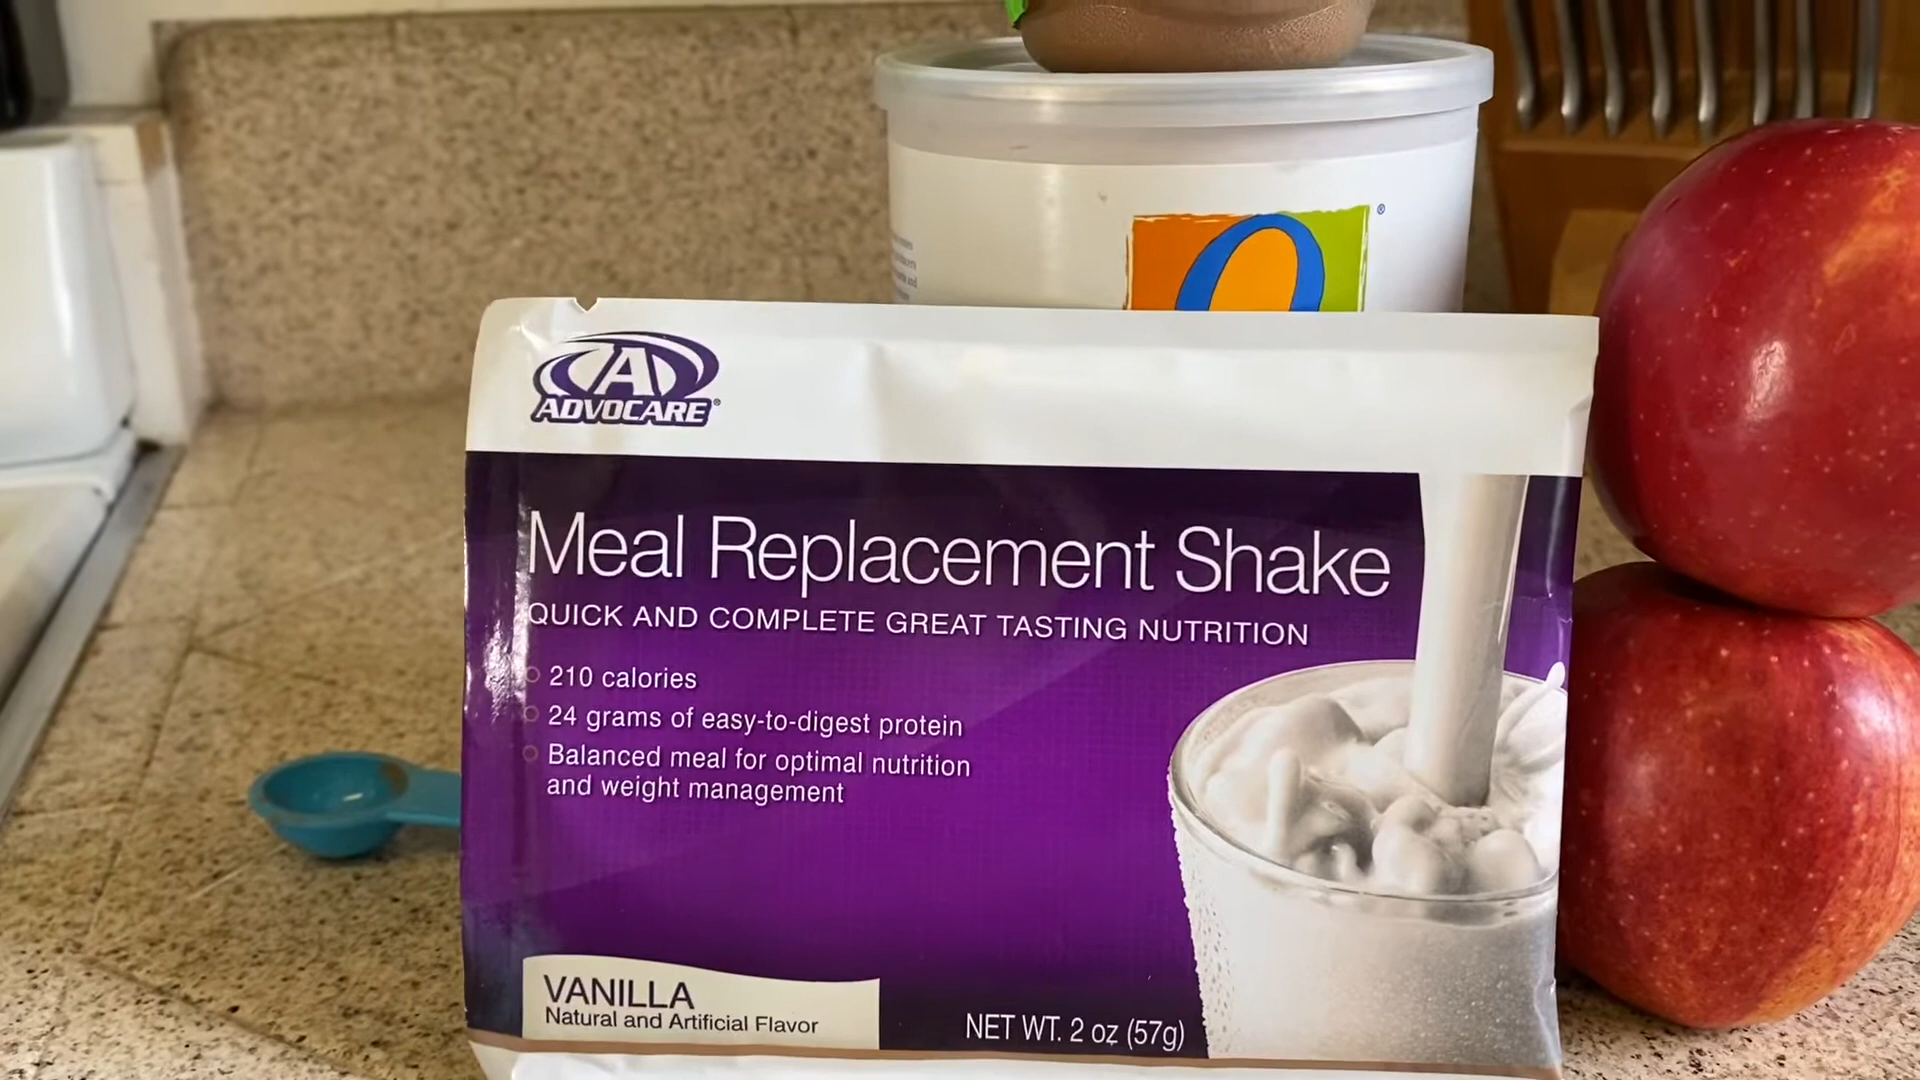 O
®
A
ADVOCARE®
Meal Replacement Shake
QUICK AND COMPLETE GREAT TASTING NUTRITION
210 calories
24 grams of easy-to-digest protein
Balanced meal for optimal nutrition
and weight management
VANILLA
Natural and Artificial Flavor
NET WT. 2 oz (57g)